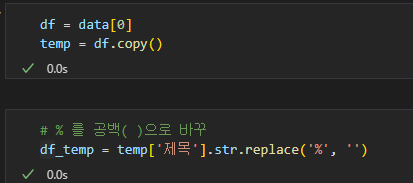 df = data[0]
temp = df.copy()
0.0s
# % 를 공백( )으로 바꾸
df_temp = temp['제목'].str.replace('%', '')
0.0s